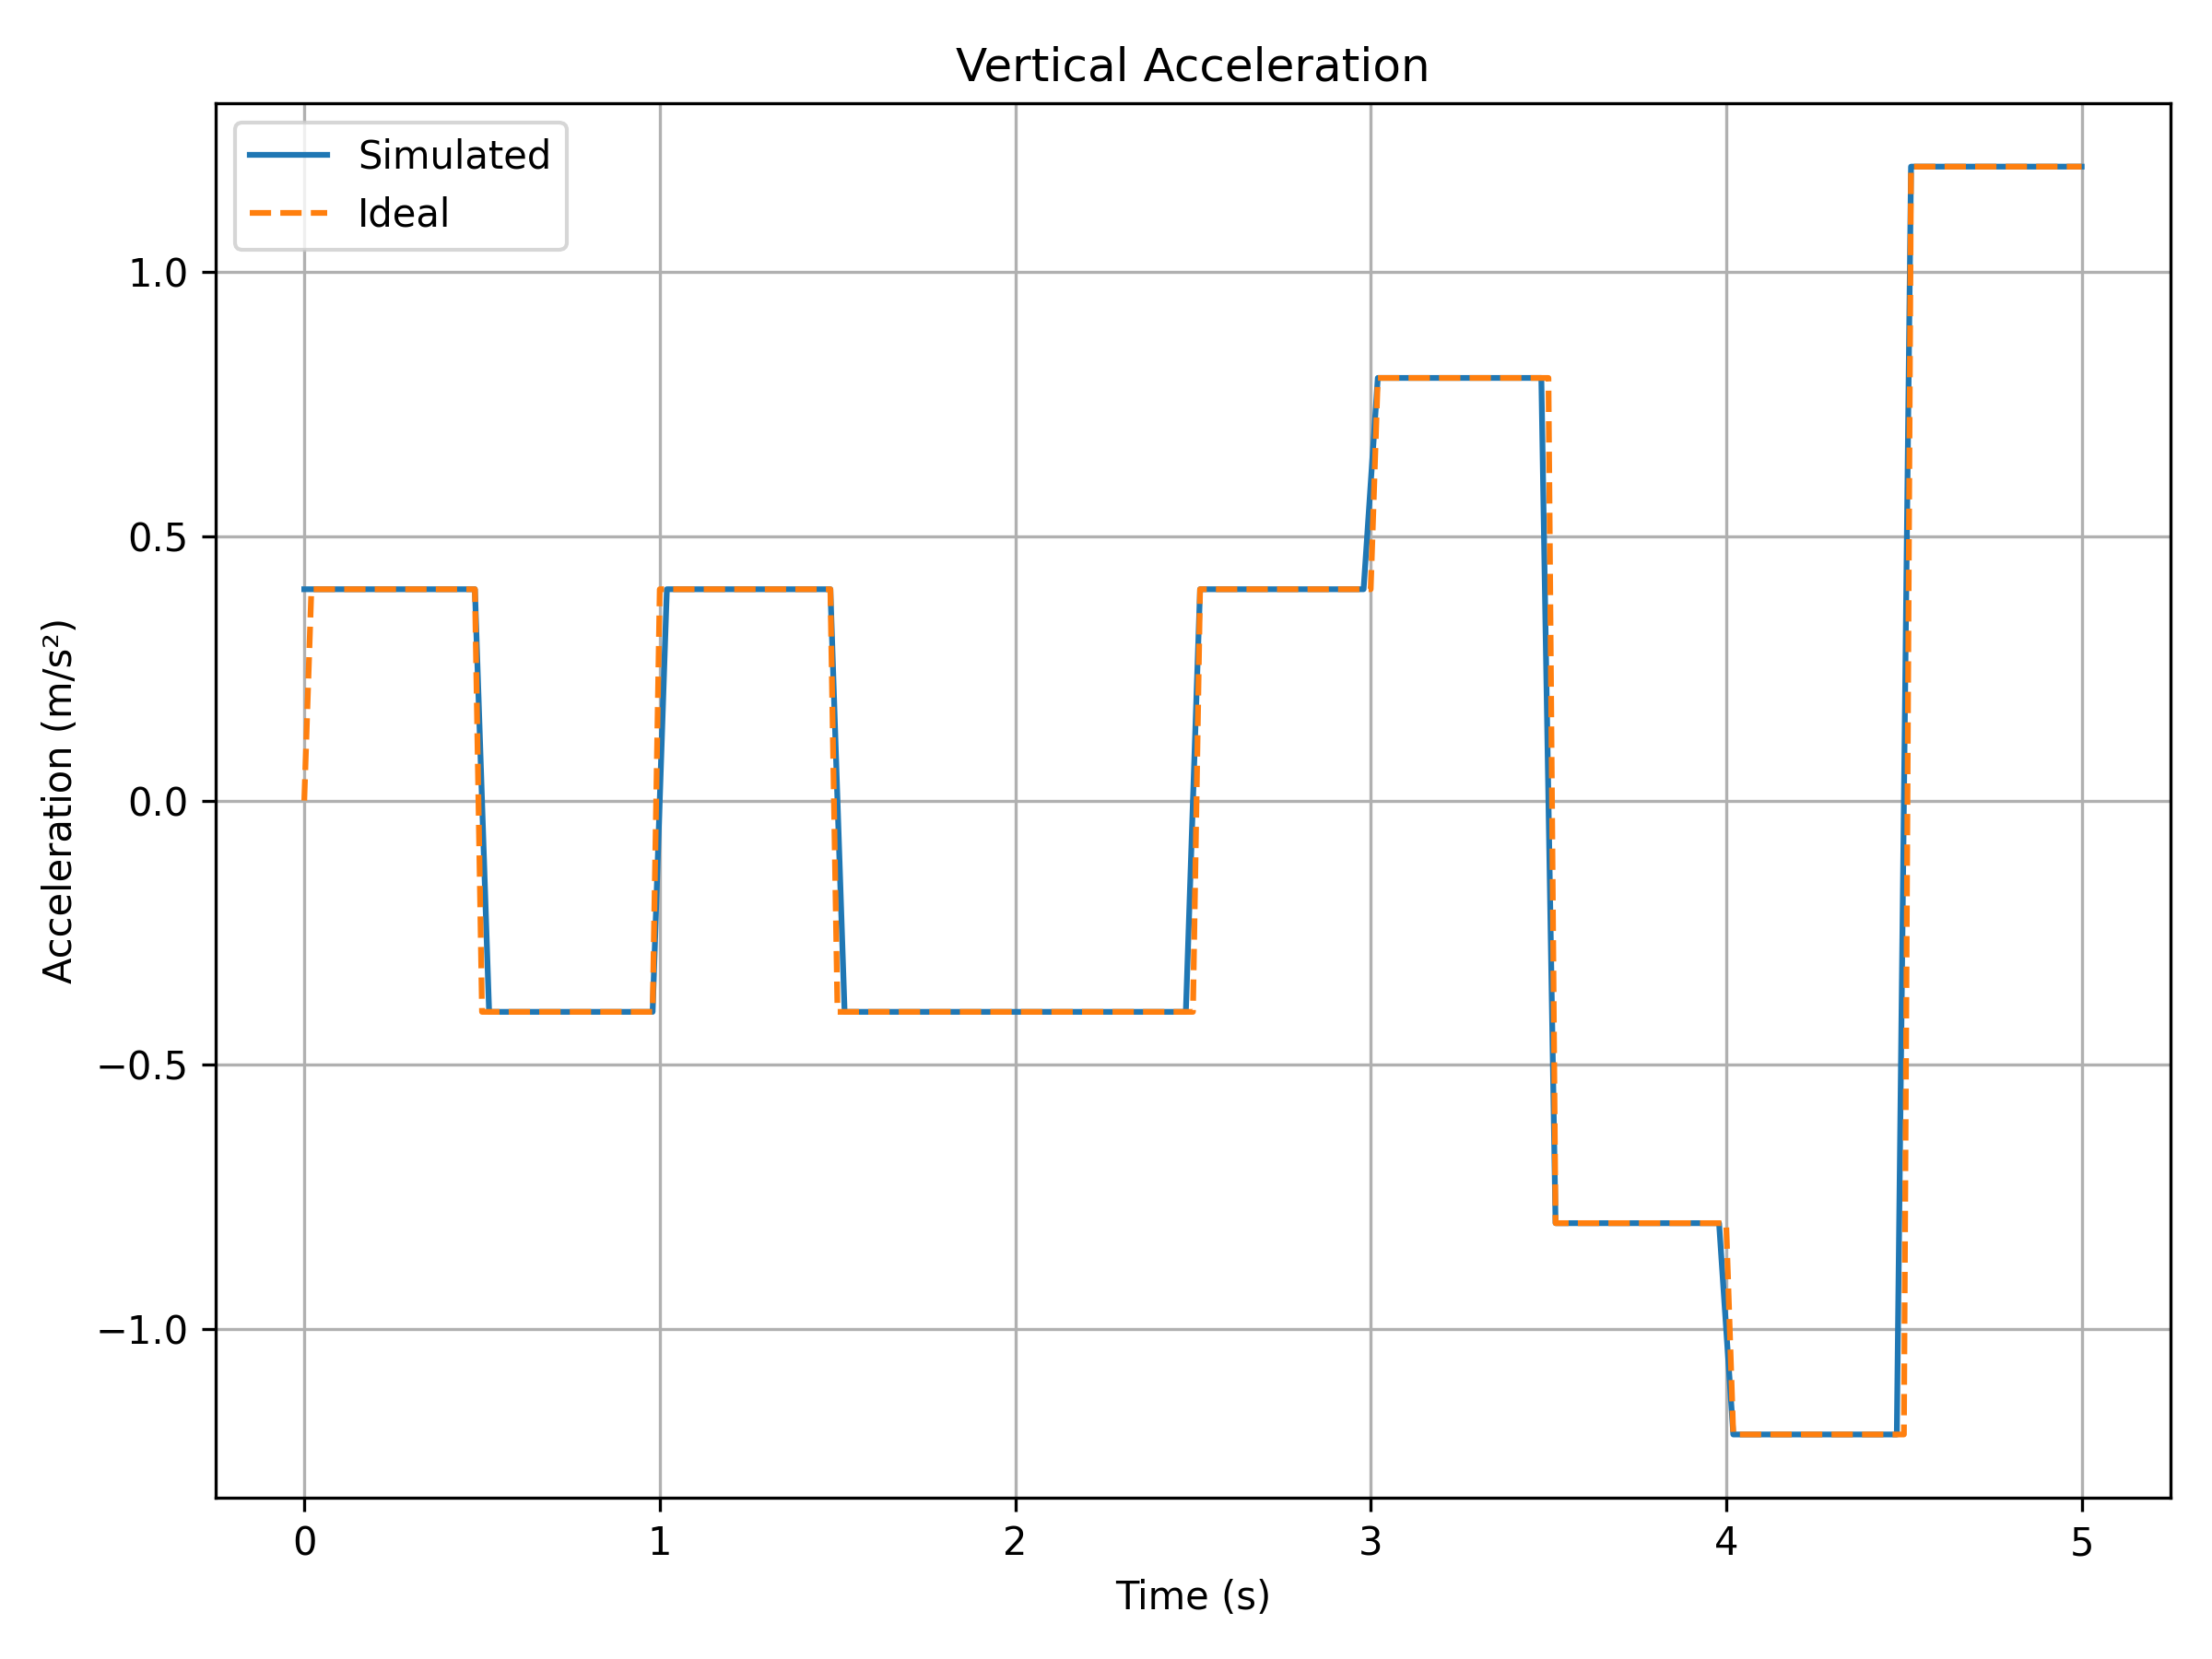 Vertical Acceleration
Simulated
Ideal
1.0
0.5
0.0
−0.5
−1.0
Acceleration (m/s²)
0 1 2 3 4 5
Time (s)